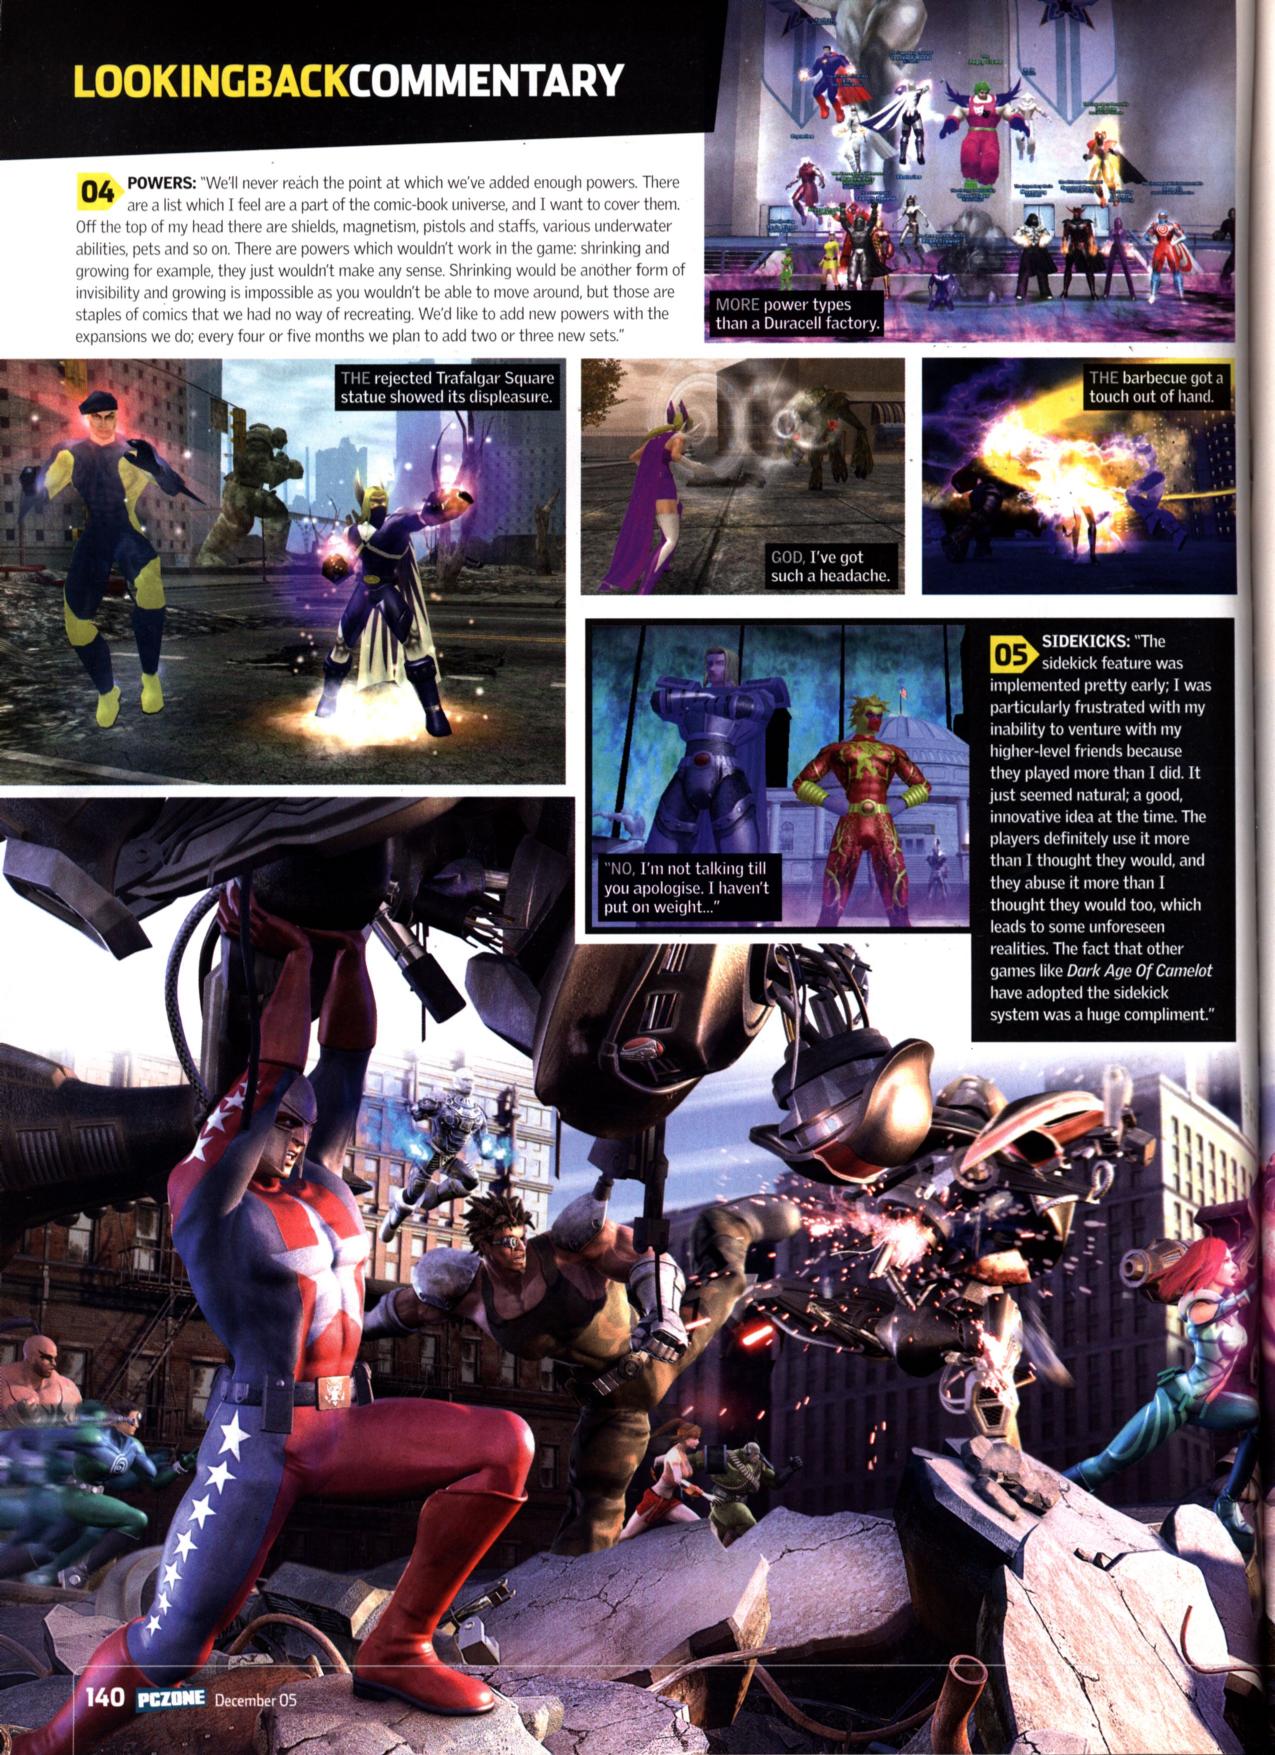 LOOKINGBACKCOMMENTARY
04 POWERS: "We'll never reach the point at which we've added enough powers. There
are a list which I feel are a part of the comic-book universe, and I want to cover them.
Off the top of my head there are shields, magnetism, pistols and staffs, various underwater
abilities, pets and so on. There are powers which wouldn't work in the game: shrinking and
growing for example, they just wouldn't make any sense. Shrinking would be another form of
invisibility and growing is impossible as you wouldn't be able to move around, but those are
staples of comics that we had no way of recreating. We'd like to add new powers with the
expansions we do; every four or five months we plan to add two or three new sets."
MORE power types
than a Duracell factory.
THE rejected Trafalgar Square
statue showed its displeasure.
GOD, I've got
such a headache.
THE barbecue got a
touch out of hand.
"NO, I'm not talking till
you apologise. I haven't
put on weight..."
05 SIDEKICKS: "The
sidekick feature was
implemented pretty early; I was
particularly frustrated with my
inability to venture with my
higher-level friends because
they played more than I did. It
just seemed natural; a good,
innovative idea at the time. The
players definitely use it more
than I thought they would, and
they abuse it more than I
thought they would too, which
leads to some unforeseen
realities. The fact that other
games like Dark Age Of Camelot
have adopted the sidekick
system was a huge compliment."
140 PCZONE December 05